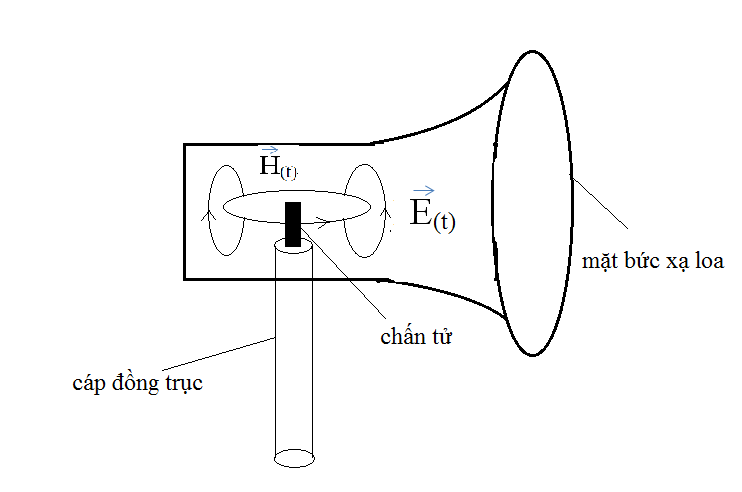 H(t)
E(t)
mặt bức xạ loa
chấn tử
cáp đồng trục